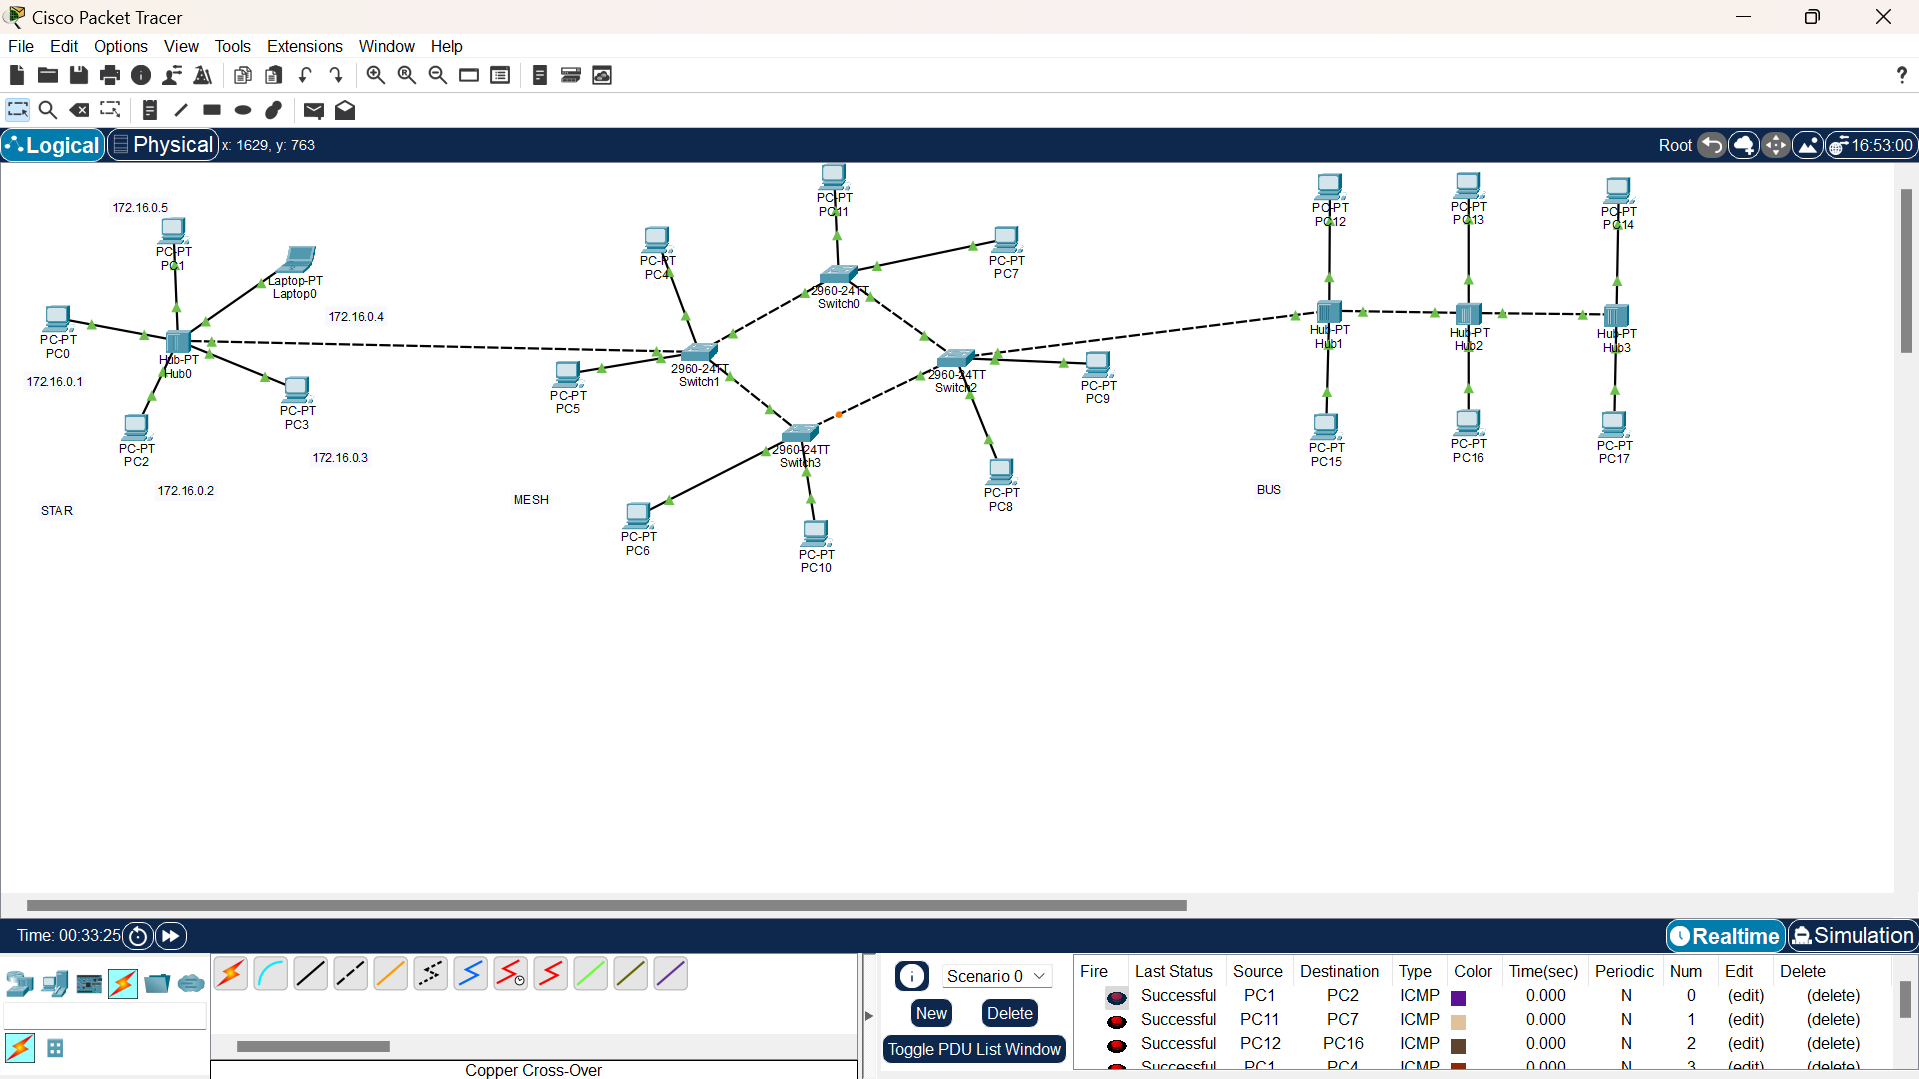 Cisco Packet Tracer
File Edit Options View Tools Extensions Window Help
Logical Physical x: 1629, y: 763 Root 16:53:00
172.16.0.5
PC-PT
PC1
Laptop-PT
Laptop0
172.16.0.4
PC-PT
PC0
172.16.0.1
Hub-PT
Hub0
PC-PT
PC3
172.16.0.3
PC-PT
PC2
172.16.0.2
STAR
PC-PT
PC11
PC-PT
PC4
PC-PT
PC7
2960-24TT
Switch0
2960-24TT
Switch1
PC-PT
PC5
2960-24TT
Switch2
PC-PT
PC9
2960-24TT
Switch3
PC-PT
PC8
MESH
PC-PT
PC6
PC-PT
PC10
PC-PT
PC12
PC-PT
PC13
PC-PT
PC14
Hub-PT
Hub1
Hub-PT
Hub2
Hub-PT
Hub3
PC-PT
PC15
PC-PT
PC16
PC-PT
PC17
BUS
Time: 00:33:25 Realtime Simulation
Copper Cross-Over
Scenario 0
New Delete
Toggle PDU List Window
Fire Last Status Source Destination Type Color Time(sec) Periodic Num Edit Delete
Successful PC1 PC2 ICMP 0.000 N 0 (edit) (delete)
Successful PC11 PC7 ICMP 0.000 N 1 (edit) (delete)
Successful PC12 PC16 ICMP 0.000 N 2 (edit) (delete)
Successful PC1 PC4 ICMP 0.000 N 3 (edit) (delete)